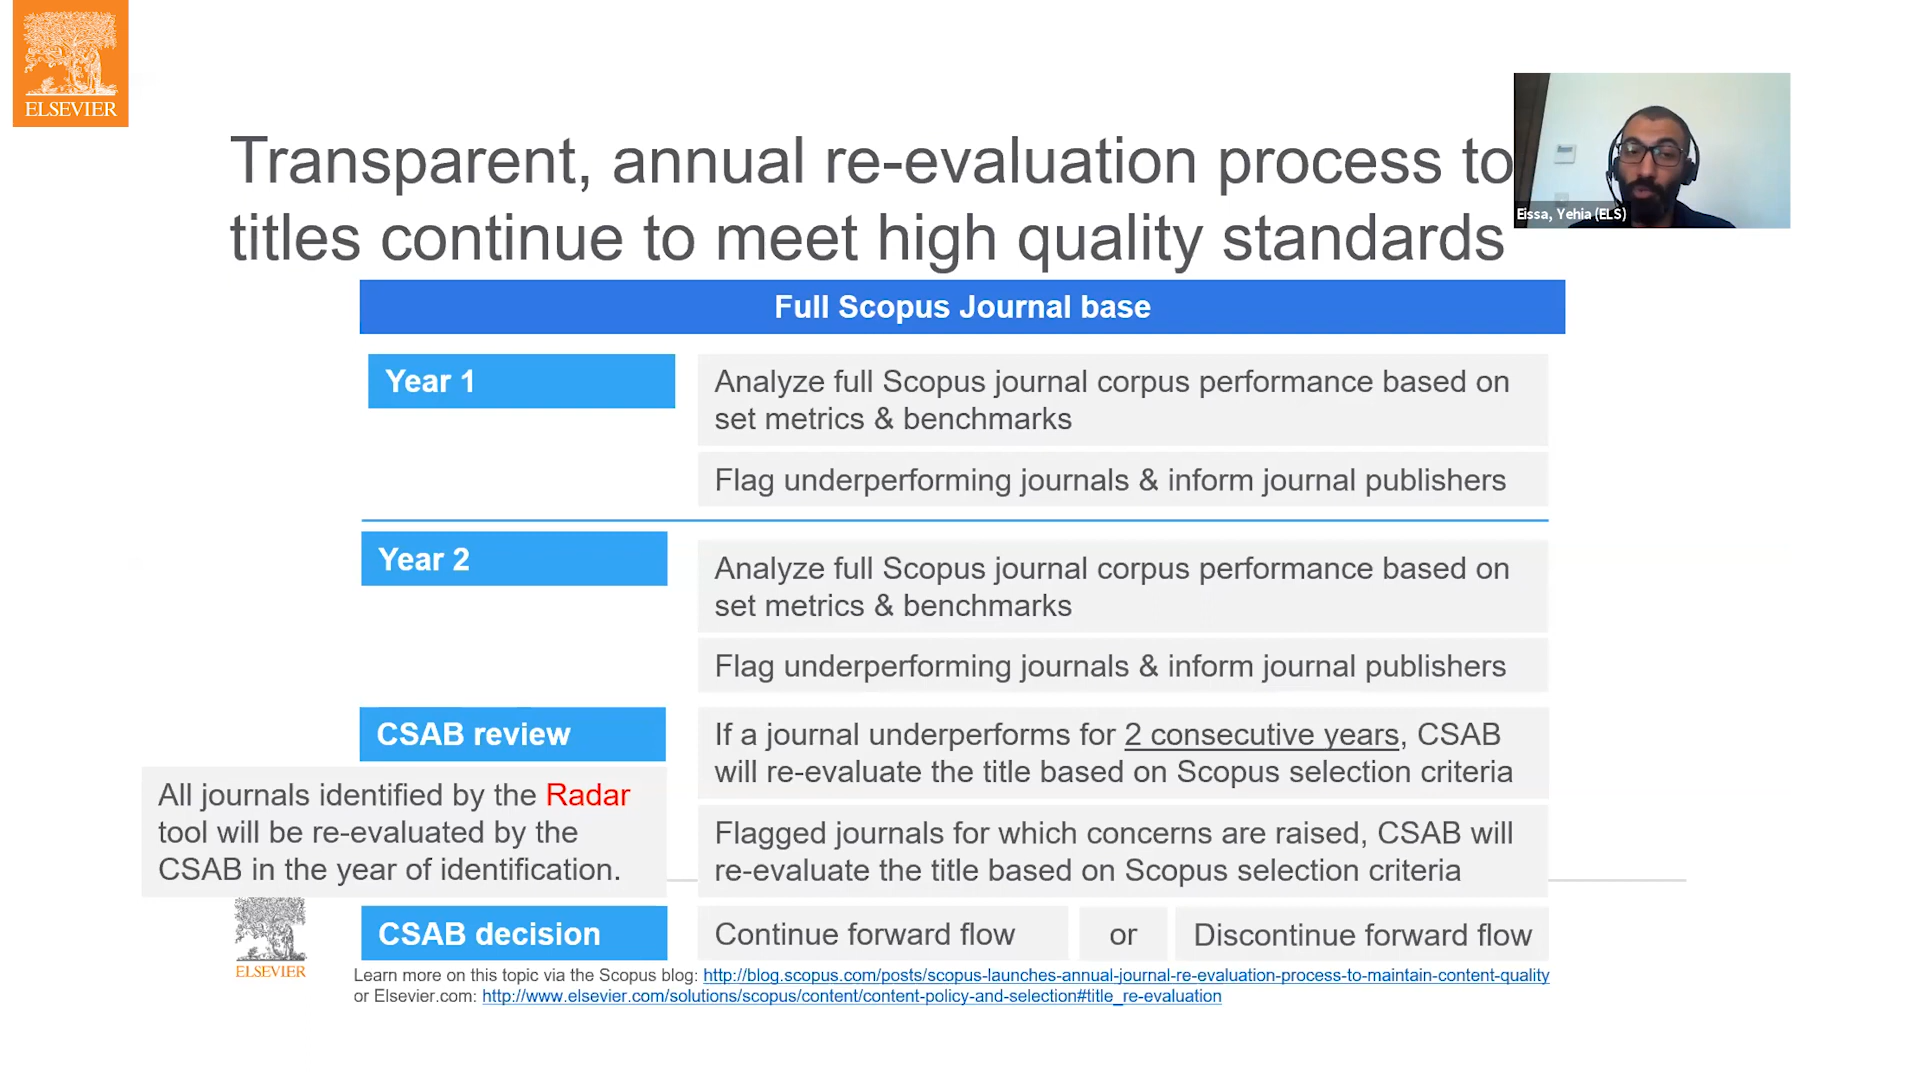 ELSEVIER
Transparent, annual re-evaluation process to
titles continue to meet high quality standards
Eissa, Yehia (ELS)
Full Scopus Journal base
Year 1
Analyze full Scopus journal corpus performance based on
set metrics & benchmarks
Flag underperforming journals & inform journal publishers
Year 2
Analyze full Scopus journal corpus performance based on
set metrics & benchmarks
Flag underperforming journals & inform journal publishers
CSAB review
If a journal underperforms for 2 consecutive years, CSAB
will re-evaluate the title based on Scopus selection criteria
All journals identified by the Radar
tool will be re-evaluated by the
CSAB in the year of identification.
Flagged journals for which concerns are raised, CSAB will
re-evaluate the title based on Scopus selection criteria
ELSEVIER
CSAB decision
Continue forward flow
or
Discontinue forward flow
Learn more on this topic via the Scopus blog: http://blog.scopus.com/posts/scopus-launches-annual-journal-re-evaluation-process-to-maintain-content-quality
or Elsevier.com: http://www.elsevier.com/solutions/scopus/content/content-policy-and-selection#title_re-evaluation